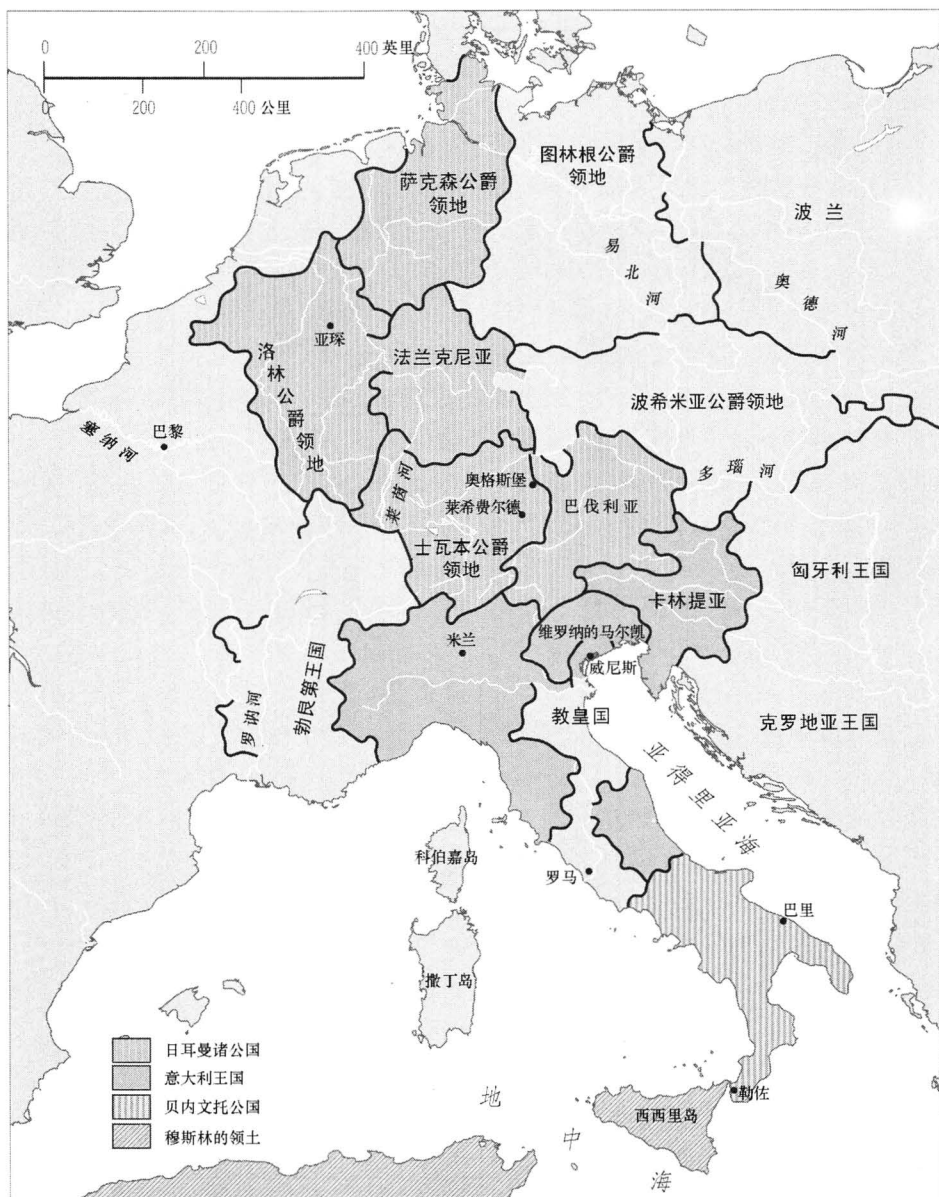 0 200 400 英里
0 200 400 公里
图林根公爵
领地
萨克森公爵
领地
波兰
易北河
奥德河
亚琛
法兰克尼亚
洛林公爵领地
波希米亚公爵领地
塞纳河
巴黎
多瑙河
莱茵河
奥格斯堡
莱希费尔德
巴伐利亚
士瓦本公爵
领地
匈牙利王国
卡林提亚
米兰
维罗纳的马尔凯
威尼斯
勃艮第王国
罗讷河
教皇国
克罗地亚王国
亚得里亚海
科伯嘉岛
罗马
巴里
撒丁岛
日耳曼诸公国
意大利王国
贝内文托公国
穆斯林的领土
勒佐
西西里岛
地中海